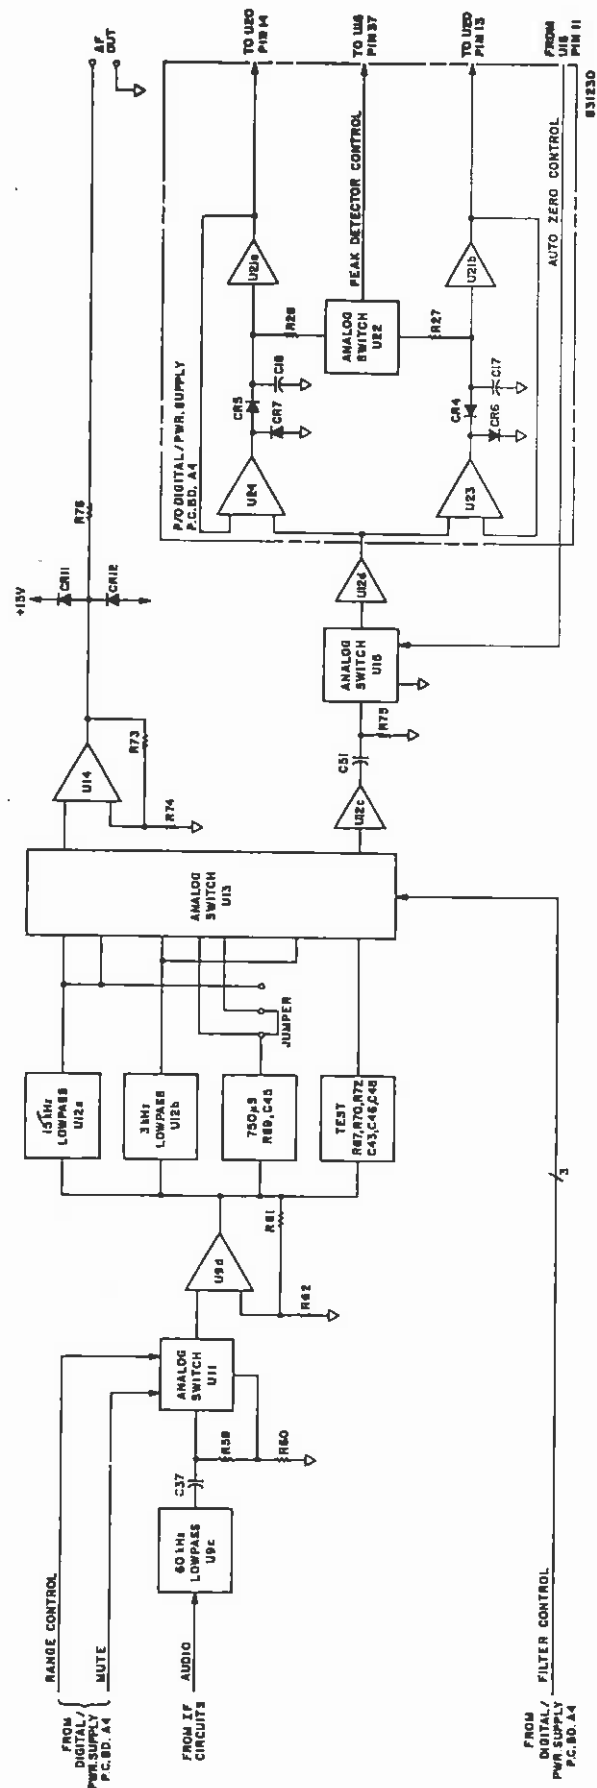 RANGE CONTROL
MUTE
FROM
DIGITAL/
PWR.SUPPLY
P.C.BD. A4
AUDIO
FROM IF
CIRCUITS
60 kHz
LOWPASS
U9c
C37
R59
R60
ANALOG
SWITCH
U11
U9d
R61
R62
15 kHz
LOWPASS
U12a
3 kHz
LOWPASS
U12b
750µS
R69,C45
TEST
R67,R70,R72
C43,C46,C48
JUMPER
ANALOG
SWITCH
U13
FROM
DIGITAL/
PWR.SUPPLY
P.C.BD. A4
FILTER CONTROL
3
U14
R73
R74
+15V
CR11
CR12
R76
AF
OUT
U12c
C51
R75
ANALOG
SWITCH
U15
U12d
P/O DIGITAL/PWR.SUPPLY
P.C.BD. A4
U24
CR5
CR7
C18
U21a
R28
ANALOG
SWITCH
U22
PEAK DETECTOR CONTROL
R27
U23
CR4
CR6
C17
U21b
AUTO ZERO CONTROL
TO U20
PIN 14
TO U16
PIN 37
TO U20
PIN 13
FROM
U16
PIN 11
831230